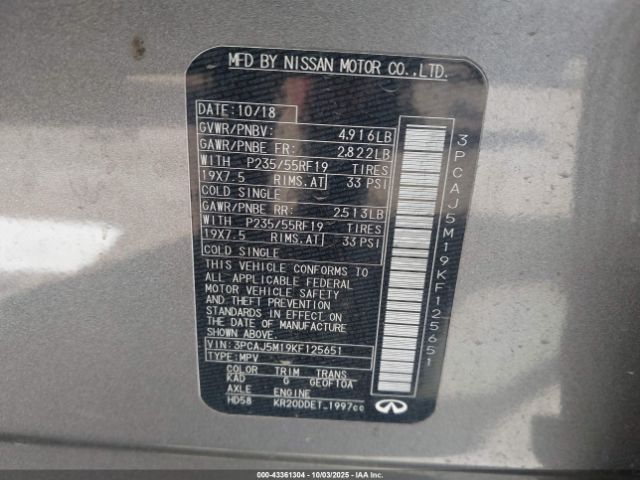 MFD BY NISSAN MOTOR CO.,LTD.
DATE: 10/18
GVWR/PNBV: 4,916LB
GAWR/PNBE FR: 2,822LB
WITH P235/55RF19 TIRES
19X7.5 RIMS.AT 33 PSI
COLD SINGLE
GAWR/PNBE RR: 2,513LB
WITH P235/55RF19 TIRES
19X7.5 RIMS.AT 33 PSI
COLD SINGLE
THIS VEHICLE CONFORMS TO
ALL APPLICABLE FEDERAL
MOTOR VEHICLE SAFETY
AND THEFT PREVENTION
STANDARDS IN EFFECT ON
THE DATE OF MANUFACTURE
SHOWN ABOVE.
VIN: 3PCAJ5M19KF125651
TYPE: MPV
COLOR TRIM TRANS
KAD G GE0F10A
AXLE ENGINE
HD58 KR20DDET 1997cc
3PCAJ5M19KF125651
000-43361304 | 10/03/2025 | IAAI.COM